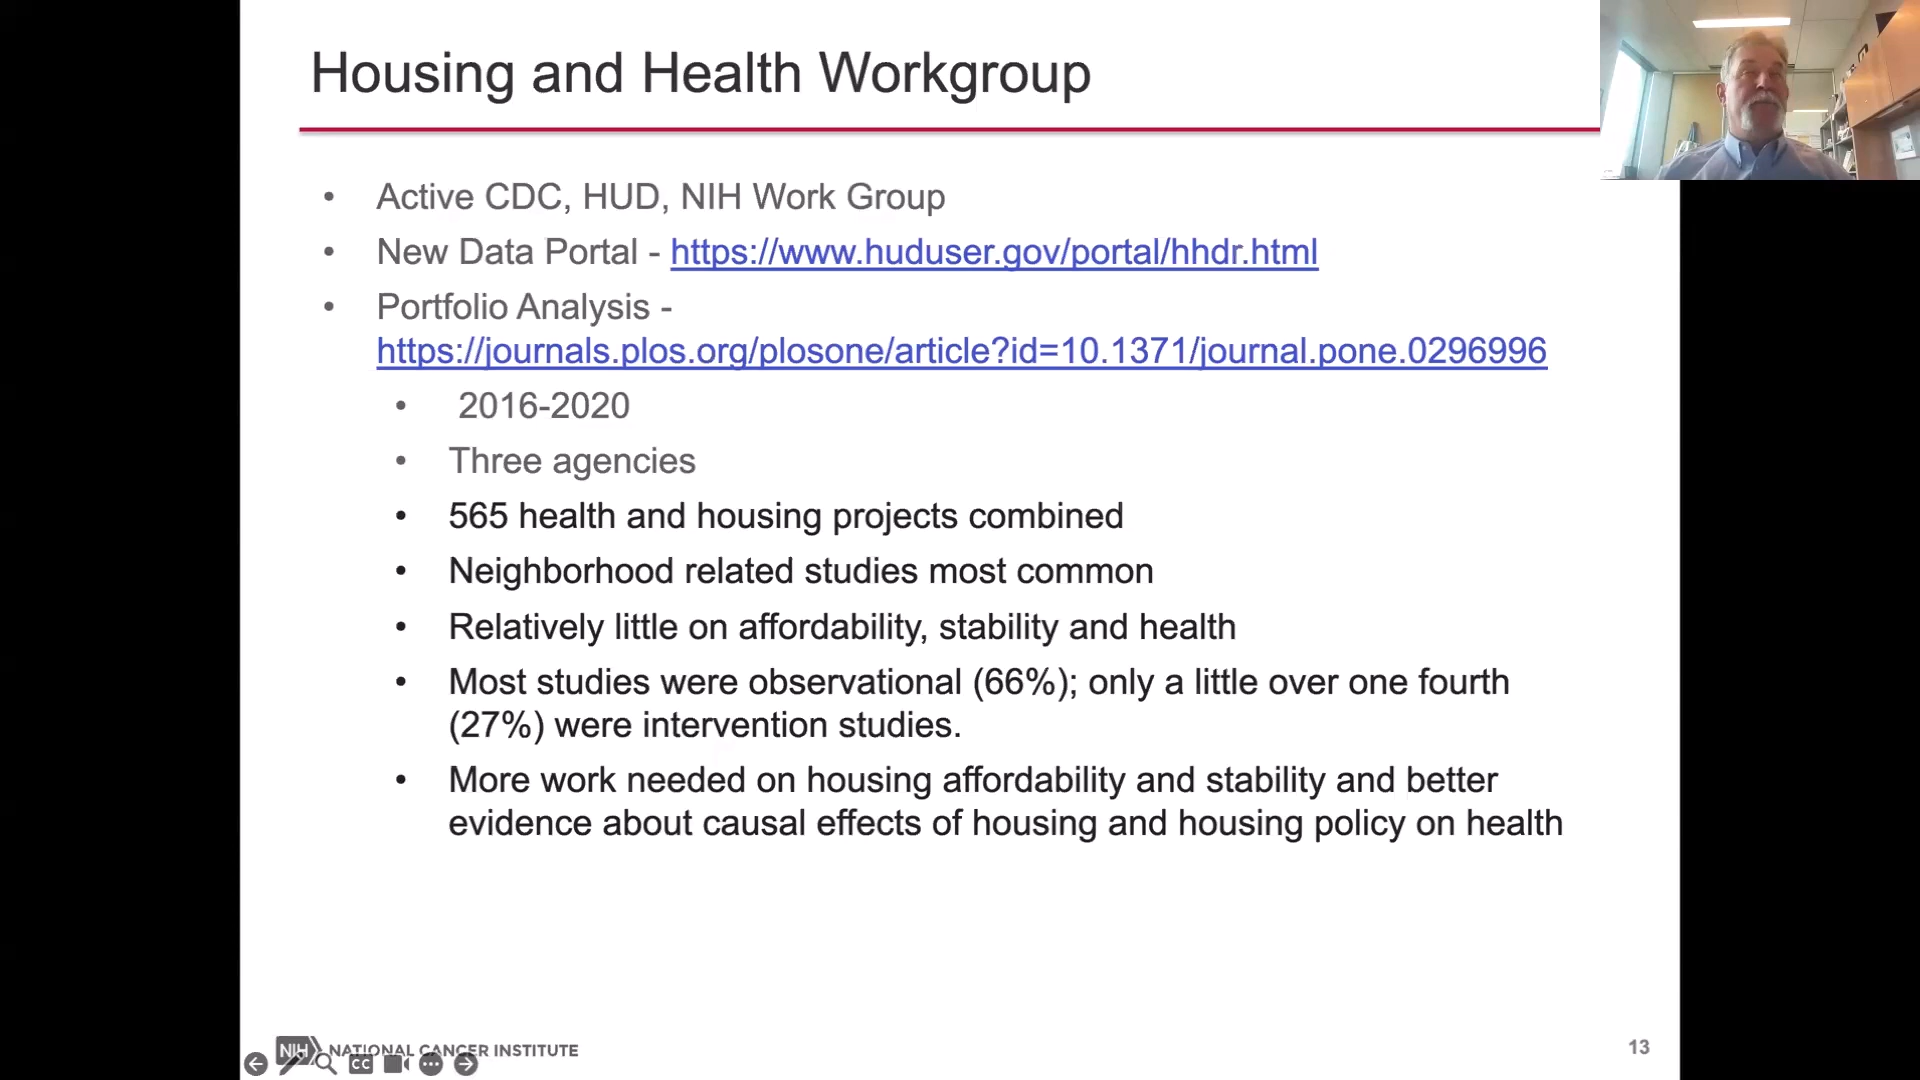 Housing and Health Workgroup
• Active CDC, HUD, NIH Work Group
• New Data Portal - https://www.huduser.gov/portal/hhdr.html
• Portfolio Analysis -
https://journals.plos.org/plosone/article?id=10.1371/journal.pone.0296996
• 2016-2020
• Three agencies
• 565 health and housing projects combined
• Neighborhood related studies most common
• Relatively little on affordability, stability and health
• Most studies were observational (66%); only a little over one fourth
(27%) were intervention studies.
• More work needed on housing affordability and stability and better
evidence about causal effects of housing and housing policy on health
NIH NATIONAL CANCER INSTITUTE
CC
13